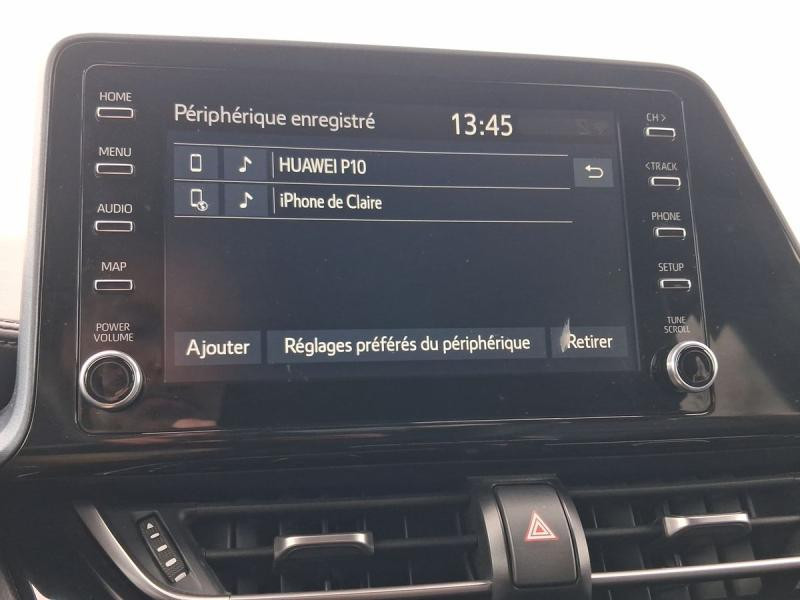 HOME
Périphérique enregistré
13:45
CH >
MENU
HUAWEI P10
< TRACK
iPhone de Claire
AUDIO
PHONE
MAP
SETUP
POWER
VOLUME
TUNE
SCROLL
Ajouter
Réglages préférés du périphérique
Retirer